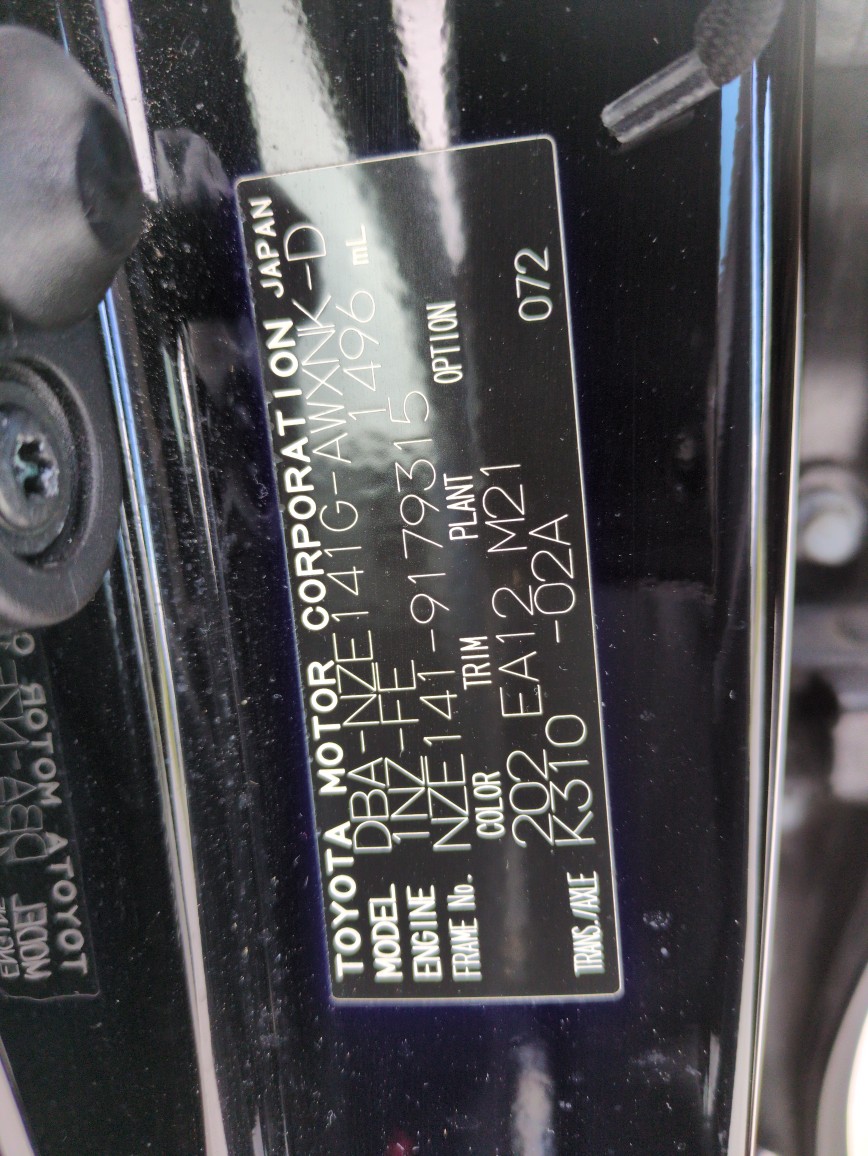 TOYOTA MOTOR CORPORATION JAPAN
MODEL DBA-NZE141G-AWXNK-D
ENGINE 1NZ-FE 1496 mL
FRAME No. NZE141-9179315
COLOR TRIM PLANT OPTION
202 EA12 M21
TRANS./AXLE K310 -02A 072